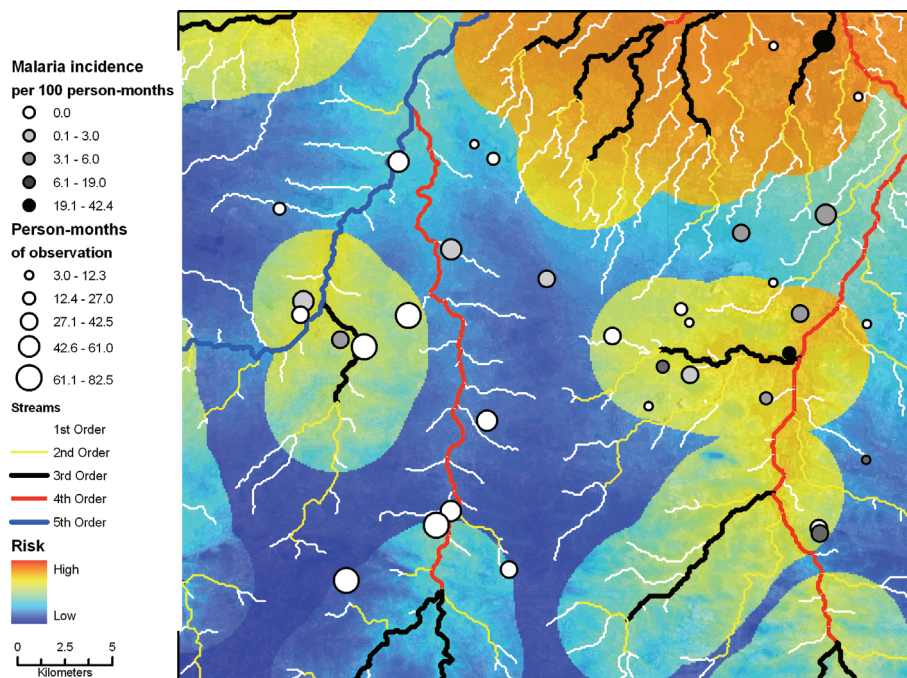 Malaria incidence
per 100 person-months
0.0
0.1 - 3.0
3.1 - 6.0
6.1 - 19.0
19.1 - 42.4
Person-months
of observation
3.0 - 12.3
12.4 - 27.0
27.1 - 42.5
42.6 - 61.0
61.1 - 82.5
Streams
1st Order
2nd Order
3rd Order
4th Order
5th Order
Risk
High
Low
0 5
Kilometers